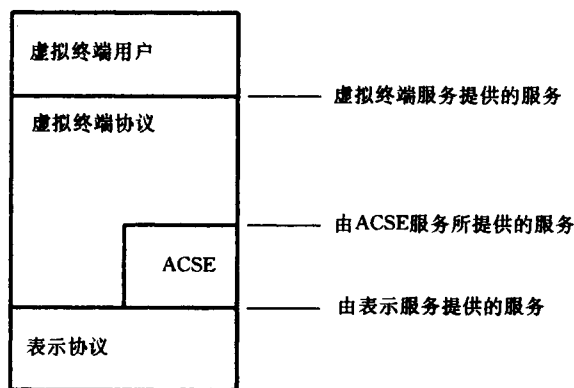 虚拟终端用户
虚拟终端服务提供的服务
虚拟终端协议
由ACSE服务所提供的服务
ACSE
由表示服务提供的服务
表示协议